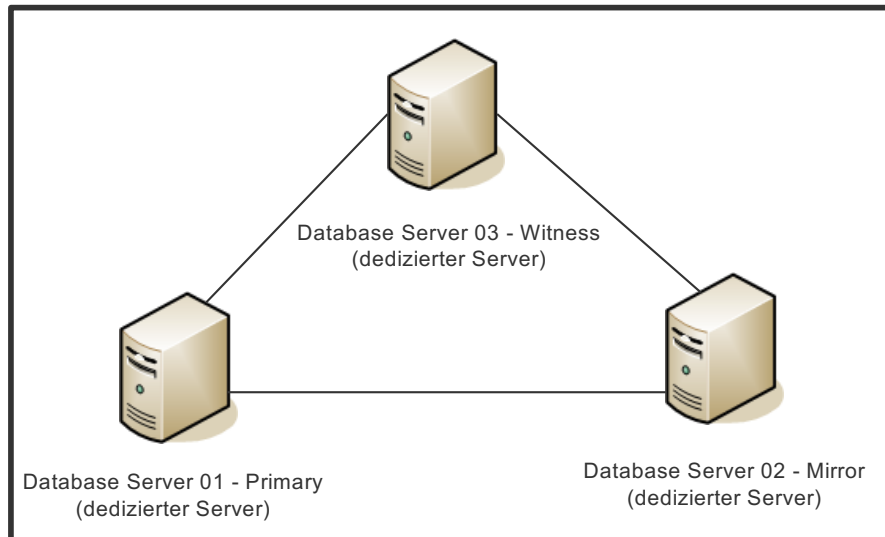 Database Server 03 - Witness
(dedizierter Server)
Database Server 01 - Primary
(dedizierter Server)
Database Server 02 - Mirror
(dedizierter Server)